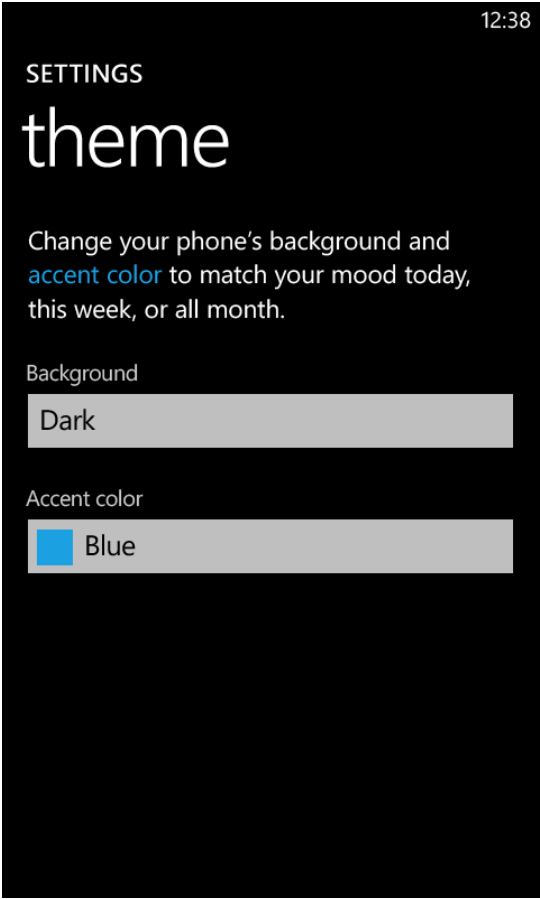 12:38
SETTINGS
theme
Change your phone’s background and
accent color to match your mood today,
this week, or all month.
Background
Dark
Accent color
Blue